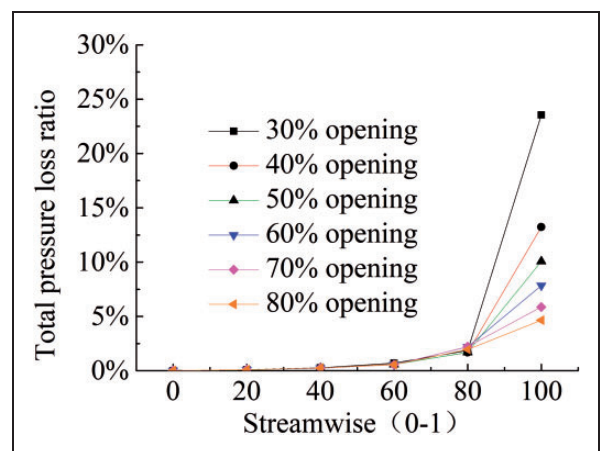 30%
25%
20%
15%
10%
5%
0%
Total pressure loss ratio
30% opening
40% opening
50% opening
60% opening
70% opening
80% opening
0 20 40 60 80 100
Streamwise（0-1）